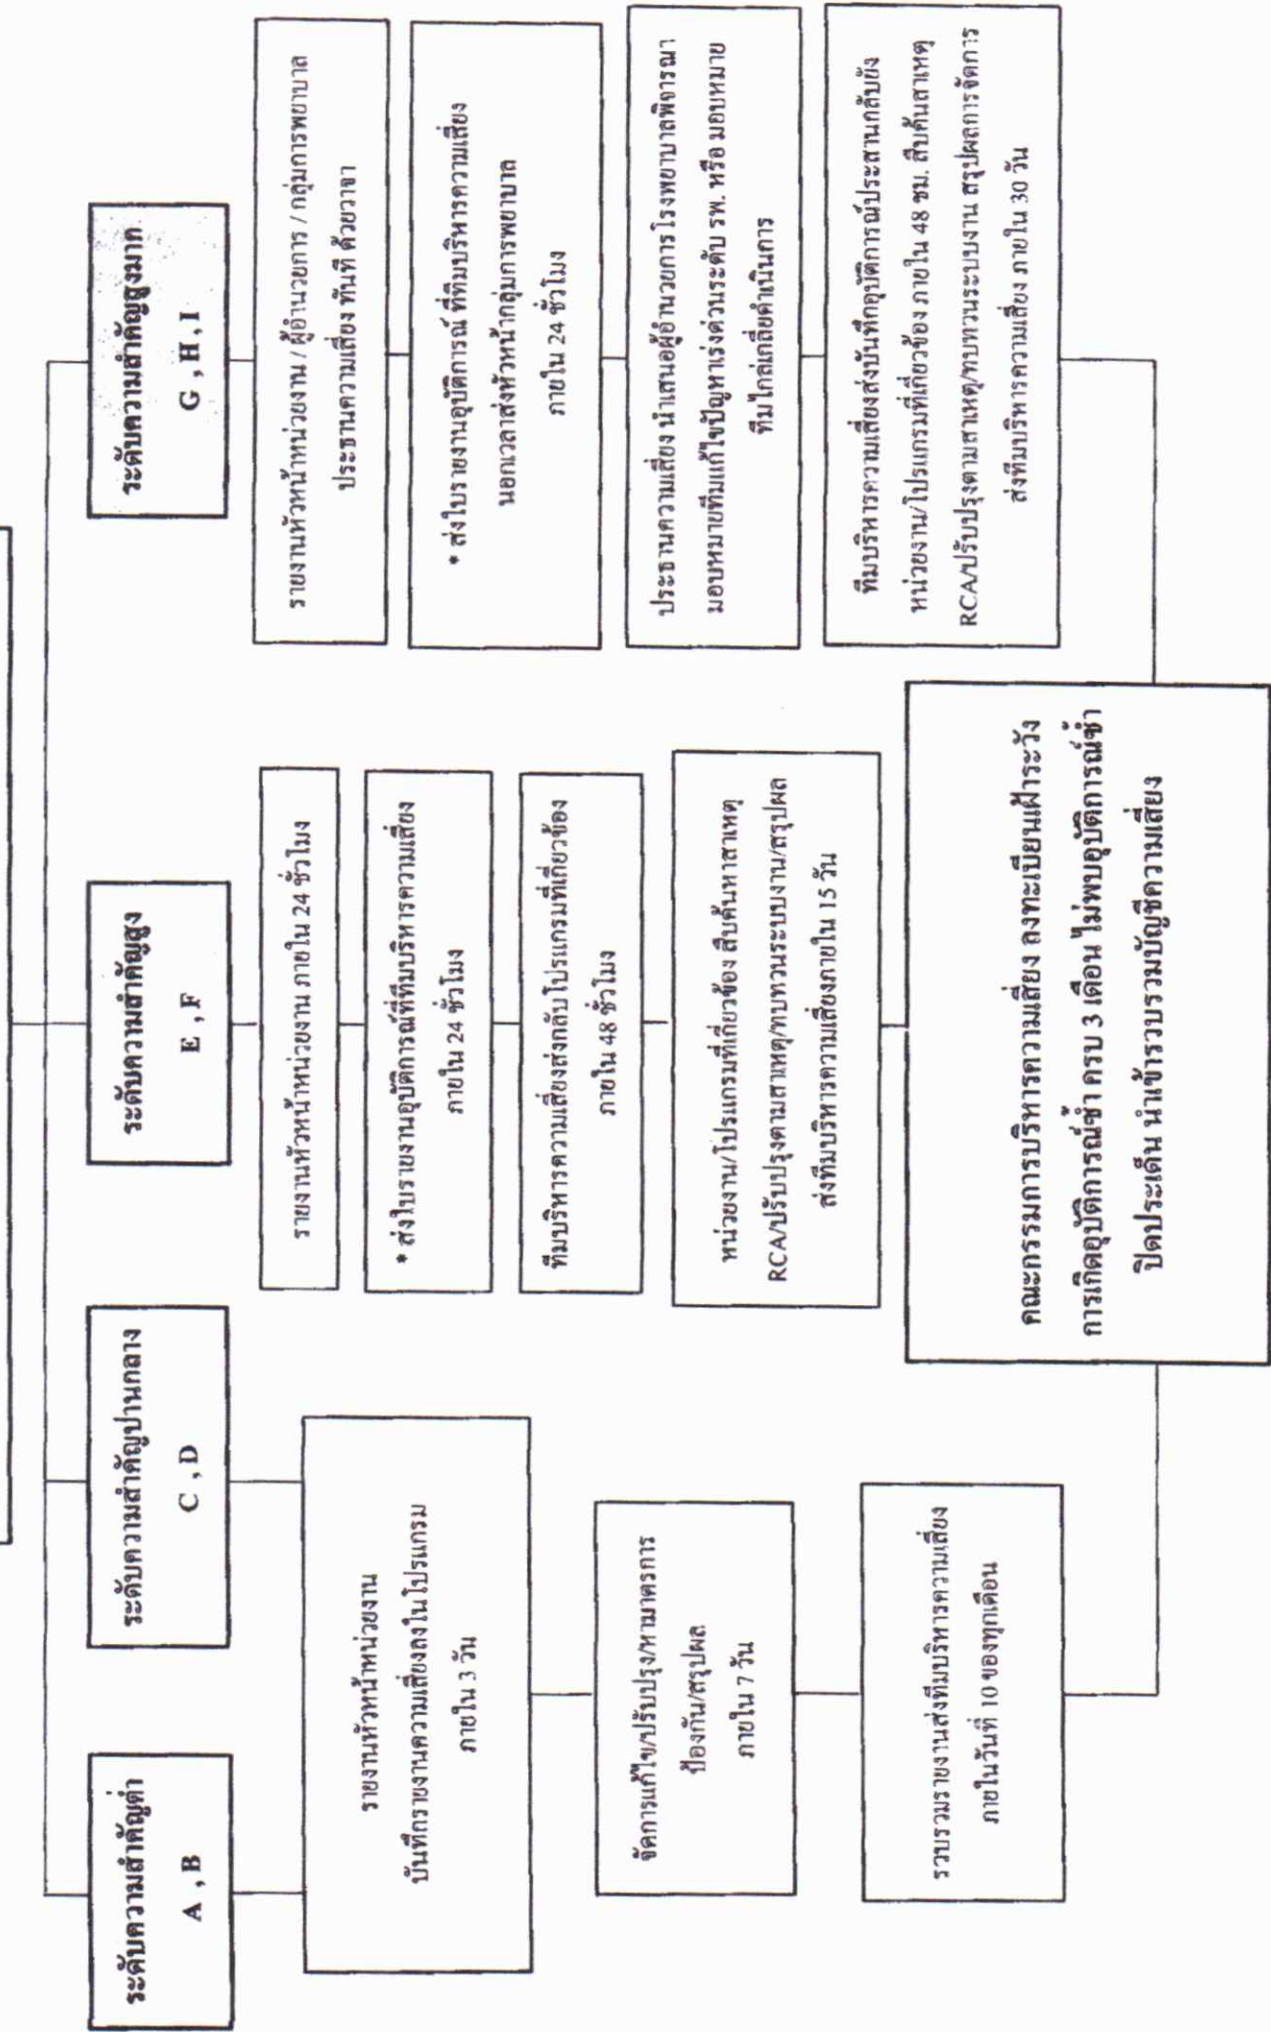 ระดับความสำคัญต่ำ
A , B
ระดับความสำคัญปานกลาง
C , D
ระดับความสำคัญสูง
E , F
ระดับความสำคัญสูงมาก
G , H , I
รายงานหัวหน้าหน่วยงาน
บันทึกรายงานความเสี่ยงลงในโปรแกรม
ภายใน 3 วัน
จัดการแก้ไข/ปรับปรุง/หามาตรการ
ป้องกัน/สรุปผล
ภายใน 7 วัน
รวบรวมรายงานส่งทีมบริหารความเสี่ยง
ภายในวันที่ 10 ของทุกเดือน
รายงานหัวหน้าหน่วยงาน ภายใน 24 ชั่วโมง
* ส่งใบรายงานอุบัติการณ์ที่ทีมบริหารความเสี่ยง
ภายใน 24 ชั่วโมง
ทีมบริหารความเสี่ยงส่งกลับโปรแกรมที่เกี่ยวข้อง
ภายใน 48 ชั่วโมง
หน่วยงาน/โปรแกรมที่เกี่ยวข้อง สืบค้นหาสาเหตุ
RCA/ปรับปรุงตามสาเหตุ/ทบทวนระบบงาน/สรุปผล
ส่งทีมบริหารความเสี่ยงภายใน 15 วัน
รายงานหัวหน้าหน่วยงาน / ผู้อำนวยการ / กลุ่มการพยาบาล
ประธานความเสี่ยง ทันที ด้วยวาจา
* ส่งใบรายงานอุบัติการณ์ ที่ทีมบริหารความเสี่ยง
นอกเวลาส่งหัวหน้ากลุ่มการพยาบาล
ภายใน 24 ชั่วโมง
ประธานความเสี่ยง นำเสนอผู้อำนวยการโรงพยาบาลพิจารณา
มอบหมายทีมแก้ไขปัญหาเร่งด่วนระดับ รพ. หรือ มอบหมาย
ทีมไกล่เกลี่ยดำเนินการ
ทีมบริหารความเสี่ยงส่งบันทึกอุบัติการณ์ประสานกลับยัง
หน่วยงาน/โปรแกรมที่เกี่ยวข้อง ภายใน 48 ชม. สืบค้นสาเหตุ
RCA/ปรับปรุงตามสาเหตุ/ทบทวนระบบงาน สรุปผลการจัดการ
ส่งทีมบริหารความเสี่ยง ภายใน 30 วัน
คณะกรรมการบริหารความเสี่ยง ลงทะเบียนเฝ้าระวัง
การเกิดอุบัติการณ์ซ้ำ ครบ 3 เดือน ไม่พบอุบัติการณ์ซ้ำ
ปิดประเด็น นำเข้ารวบรวมบัญชีความเสี่ยง